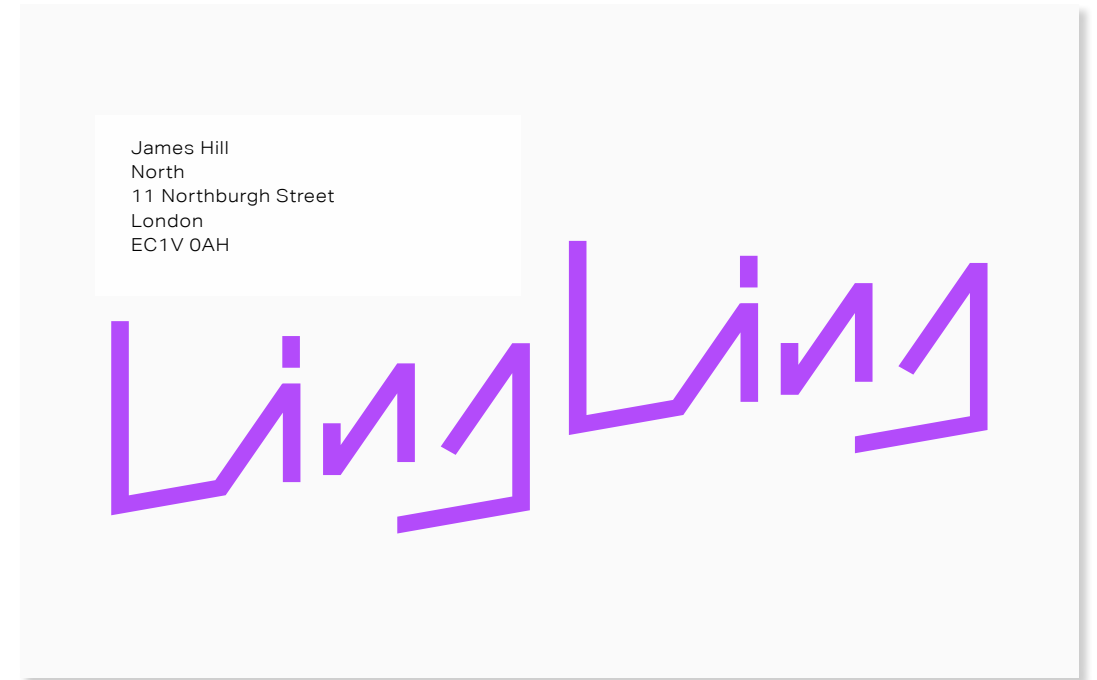 James Hill
North
11 Northburgh Street
London
EC1V 0AH
Ling Ling